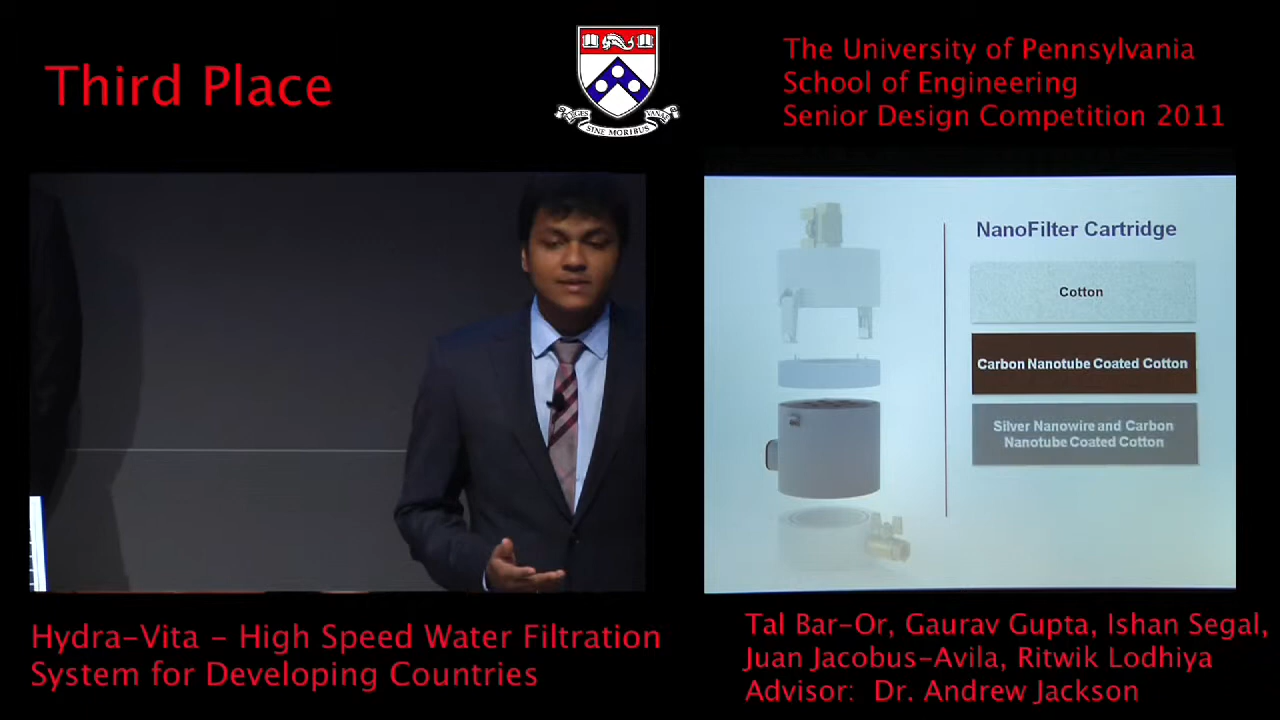 Third Place
LEGES
VANAE
SINE MORIBUS
The University of Pennsylvania
School of Engineering
Senior Design Competition 2011
NanoFilter Cartridge
Cotton
Carbon Nanotube Coated Cotton
Silver Nanowire and Carbon
Nanotube Coated Cotton
Hydra-Vita - High Speed Water Filtration
System for Developing Countries
Tal Bar-Or, Gaurav Gupta, Ishan Segal,
Juan Jacobus-Avila, Ritwik Lodhiya
Advisor: Dr. Andrew Jackson